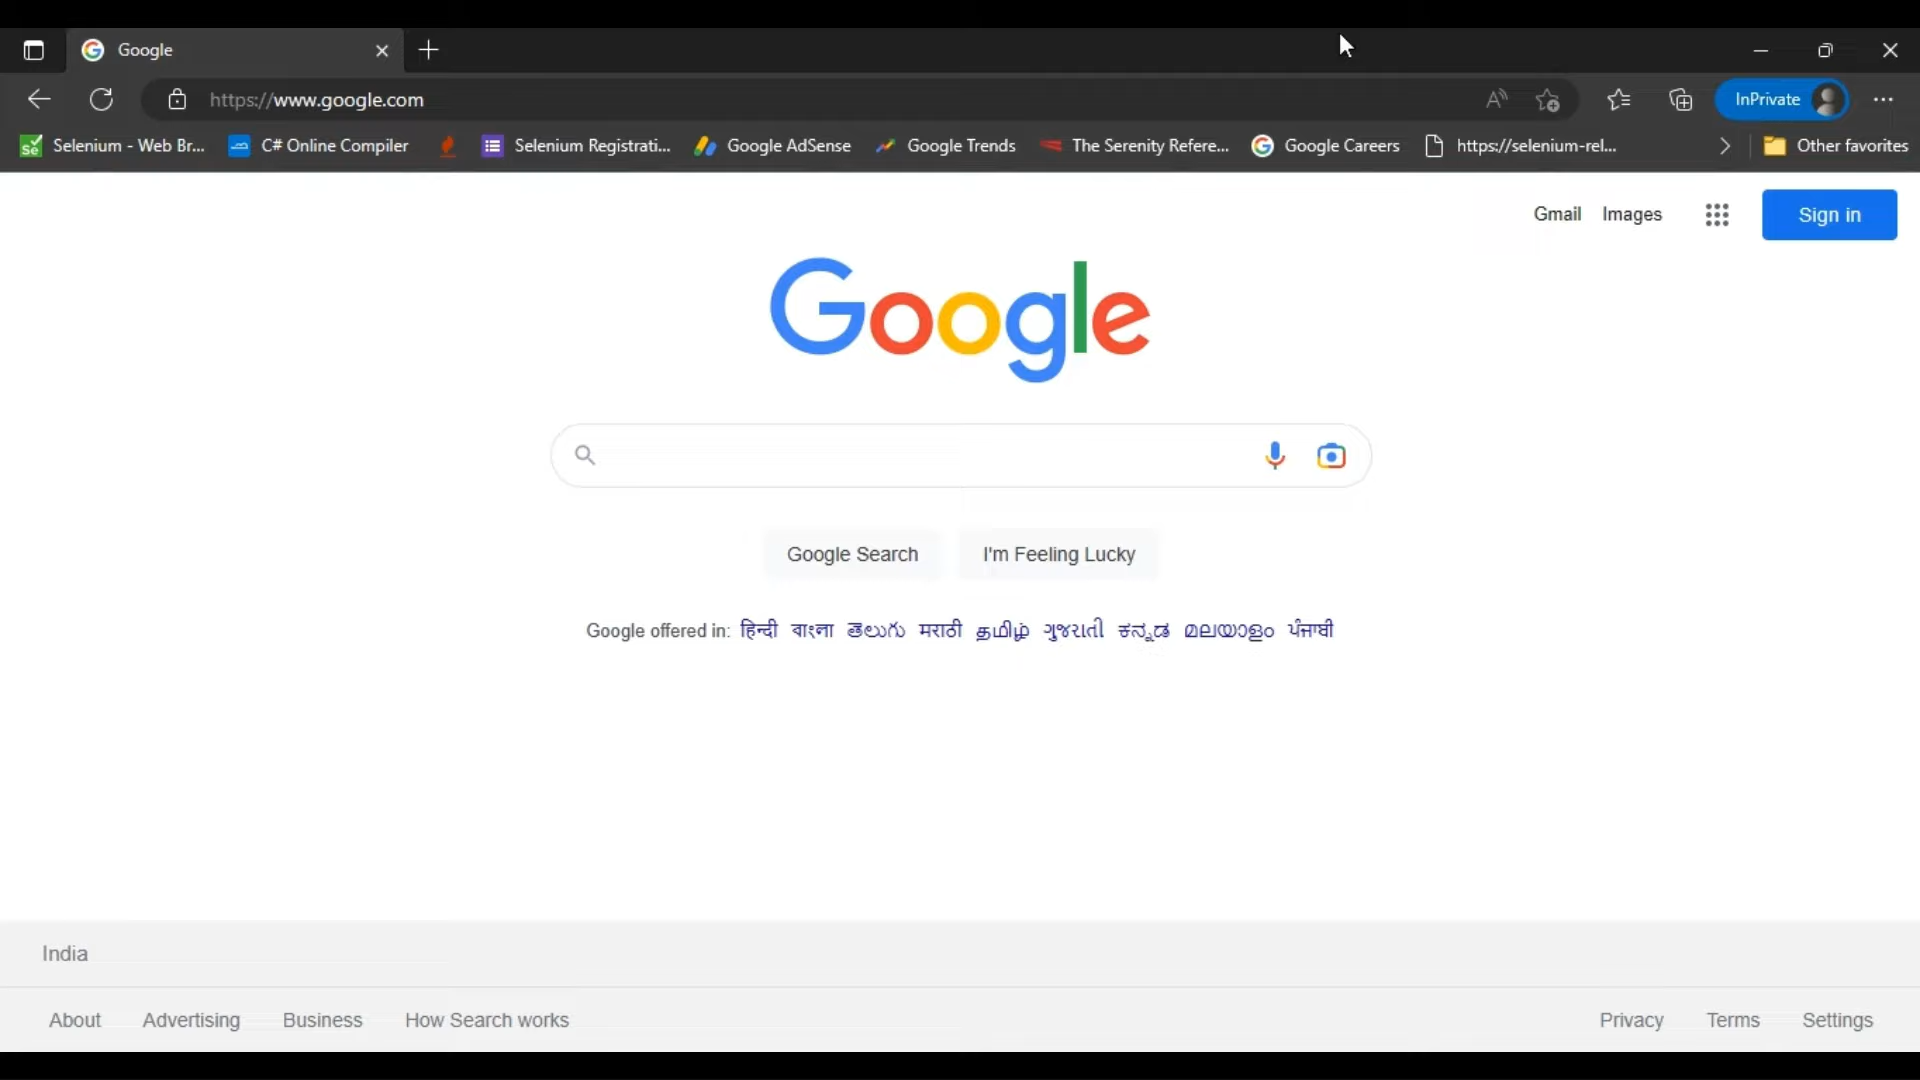 Google
https://www.google.com
InPrivate
Selenium - Web Br...
C# Online Compiler
Selenium Registrati...
Google AdSense
Google Trends
The Serenity Refere...
Google Careers
https://selenium-rel...
Other favorites
Gmail
Images
Sign in
Google
Google Search
I'm Feeling Lucky
Google offered in: हिन्दी বাংলা తెలుగు मराठी தமிழ் ગુજરાતી ಕನ್ನಡ മലയാളം ਪੰਜਾਬੀ
India
About
Advertising
Business
How Search works
Privacy
Terms
Settings